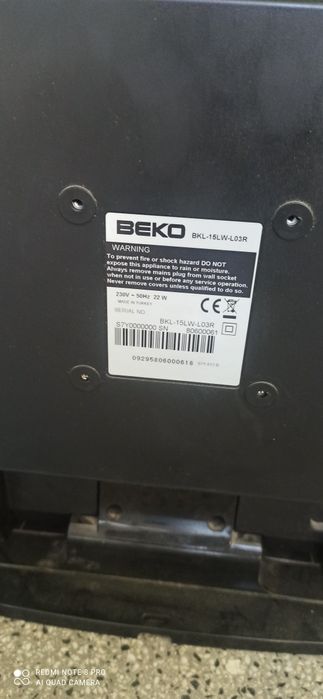 BEKO BKL-15LW-L03R
WARNING
To prevent fire or shock hazard DO NOT
expose this appliance to rain or moisture.
Always remove mains plug from wall socket
when not in use or before any service operation.
Never remove covers unless qualified to do so.
230V ~ 50Hz 22 W
MADE IN TURKEY
SERIAL NO BKL-15LW-L03R
S7Y0000000 SN 80600061
09295806000616
REDMI NOTE 8 PRO
AI QUAD CAMERA